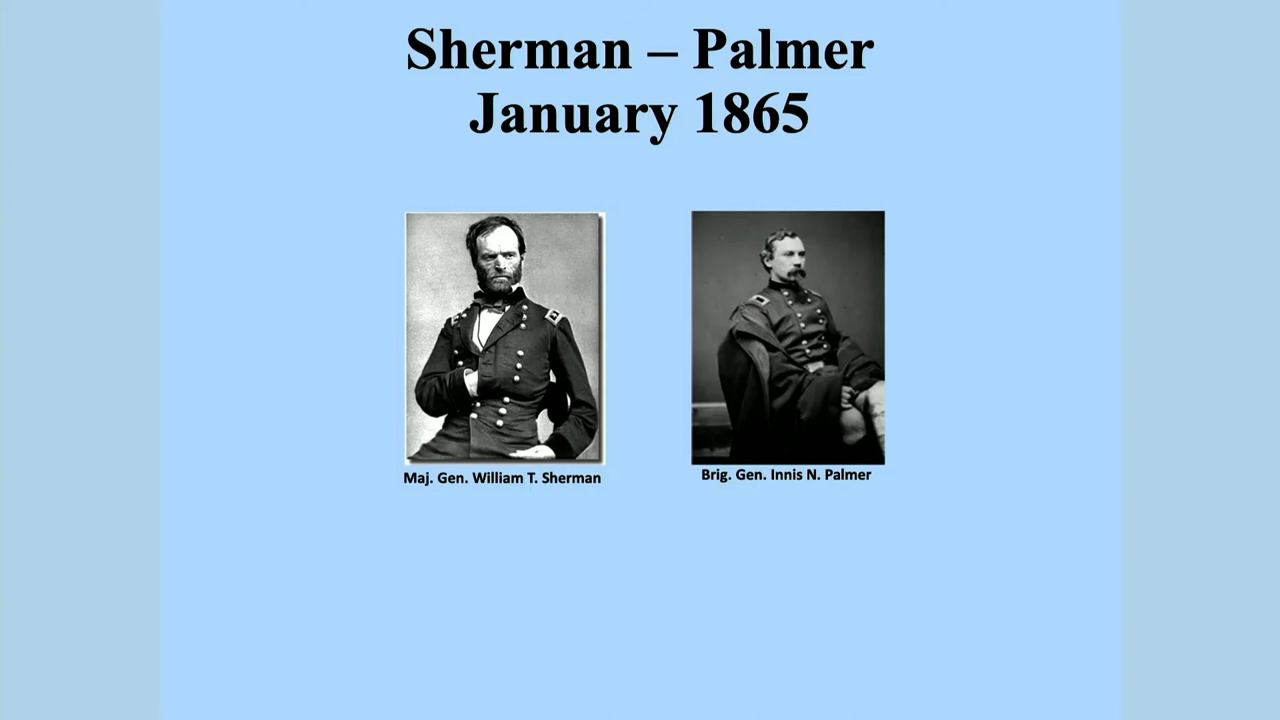 Sherman – Palmer
January 1865
Maj. Gen. William T. Sherman
Brig. Gen. Innis N. Palmer